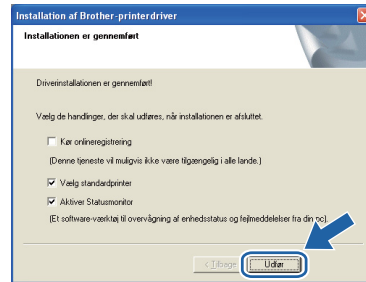 Installation af Brother-printerdriver
Installationen er gennemført
Driverinstallationen er gennemført!
Vælg de handlinger, der skal udføres, når installationen er afsluttet.
Kør onlineregistrering
(Denne tjeneste vil muligvis ikke være tilgængelig i alle lande.)
Vælg standardprinter
Aktiver Statusmonitor
(Et software-værktøj til overvågning af enhedsstatus og fejlmeddelelser fra din pc).
< Tilbage
Udfør